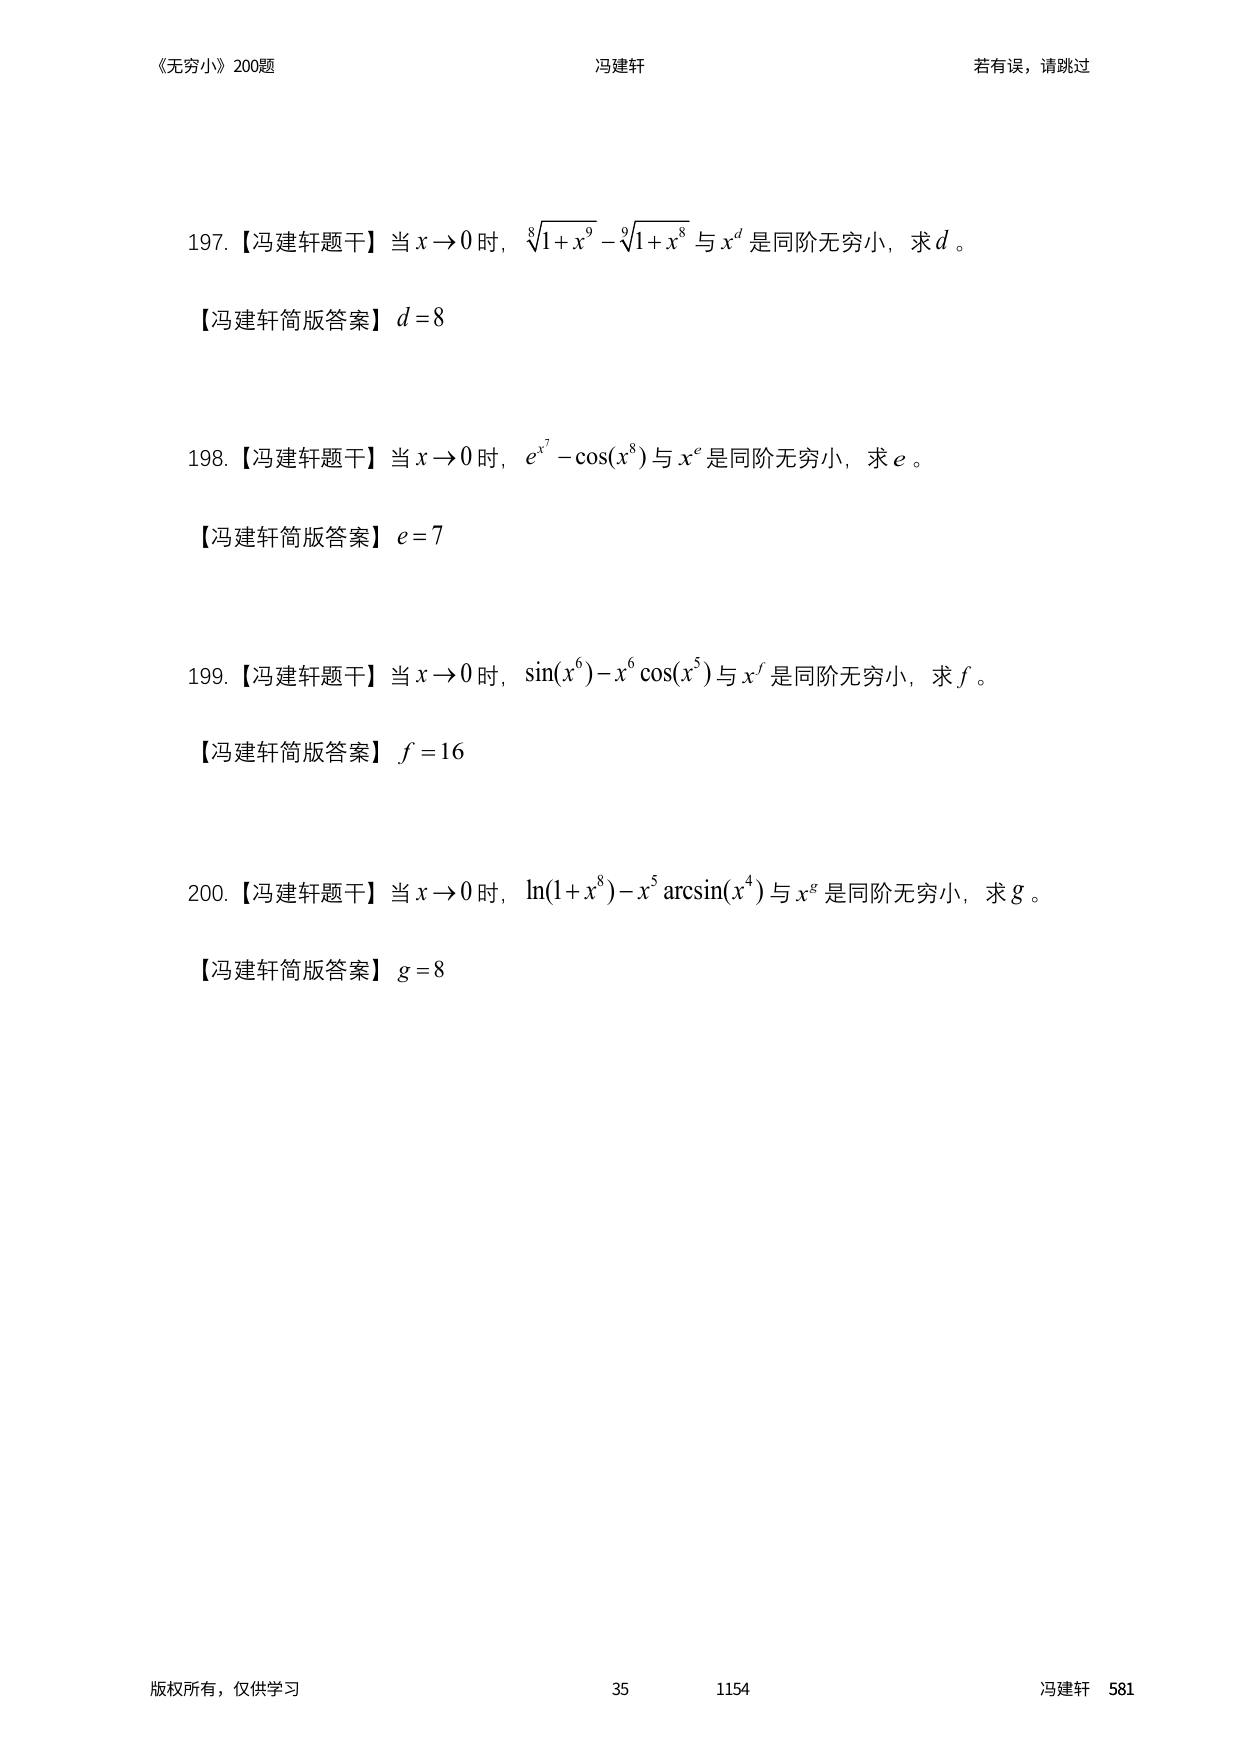 《无穷小》200题 冯建轩 若有误，请跳过
197.【冯建轩题干】当 x→0 时， ⁸√(1+x⁹) − ⁹√(1+x⁸) 与 x^d 是同阶无穷小，求 d 。
【冯建轩简版答案】 d = 8
198.【冯建轩题干】当 x→0 时， e^(x⁷) − cos(x⁸) 与 x^e 是同阶无穷小，求 e 。
【冯建轩简版答案】 e = 7
199.【冯建轩题干】当 x→0 时， sin(x⁶) − x⁶ cos(x⁵) 与 x^f 是同阶无穷小，求 f 。
【冯建轩简版答案】 f = 16
200.【冯建轩题干】当 x→0 时， ln(1+x⁸) − x⁵ arcsin(x⁴) 与 x^g 是同阶无穷小，求 g 。
【冯建轩简版答案】 g = 8
版权所有，仅供学习 35 1154 冯建轩 581